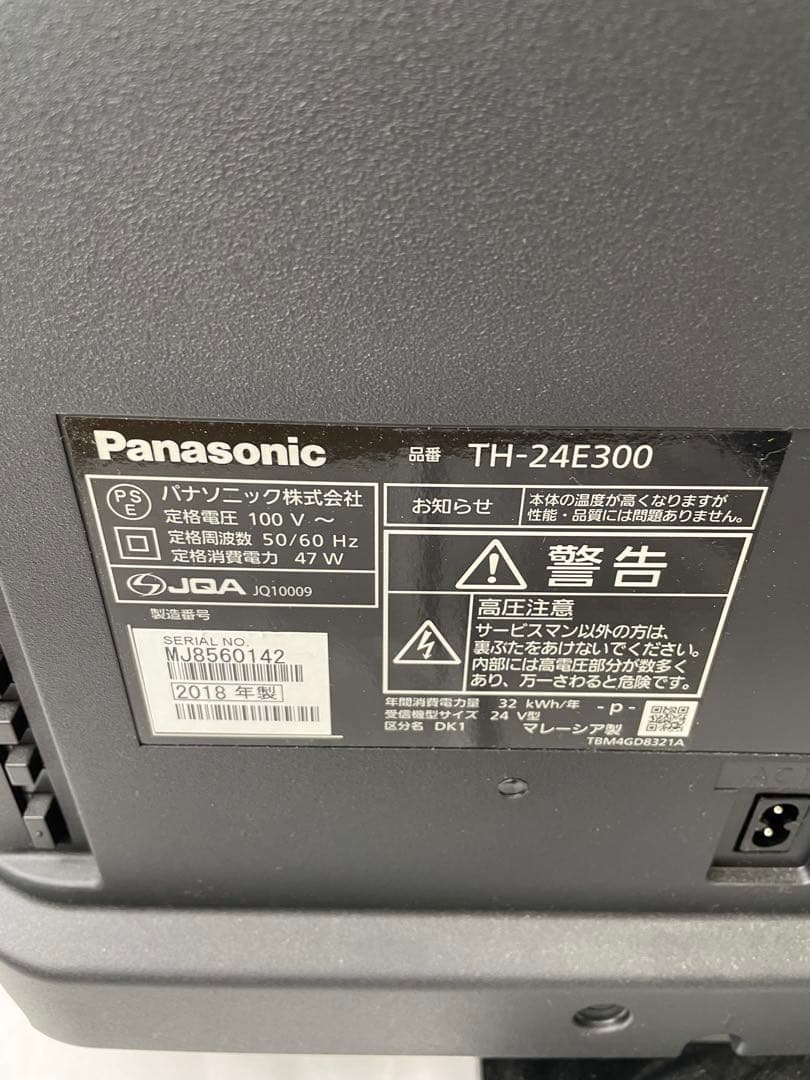 Panasonic 品番 TH-24E300
PS
E
パナソニック株式会社
定格電圧 100 V ～
定格周波数 50/60 Hz
定格消費電力 47 W
JQA JQ10009
製造番号
SERIAL NO.
MJ8560142
2018 年製
お知らせ
本体の温度が高くなりますが
性能・品質には問題ありません。
警告
高圧注意
サービスマン以外の方は、
裏ぶたをあけないでください。
内部には高電圧部分が数多く
あり、万一さわると危険です。
年間消費電力量 32 kWh/年 -p-
受信機型サイズ 24 V型
区分名 DK1 マレーシア製
TBM4GD8321A
AC